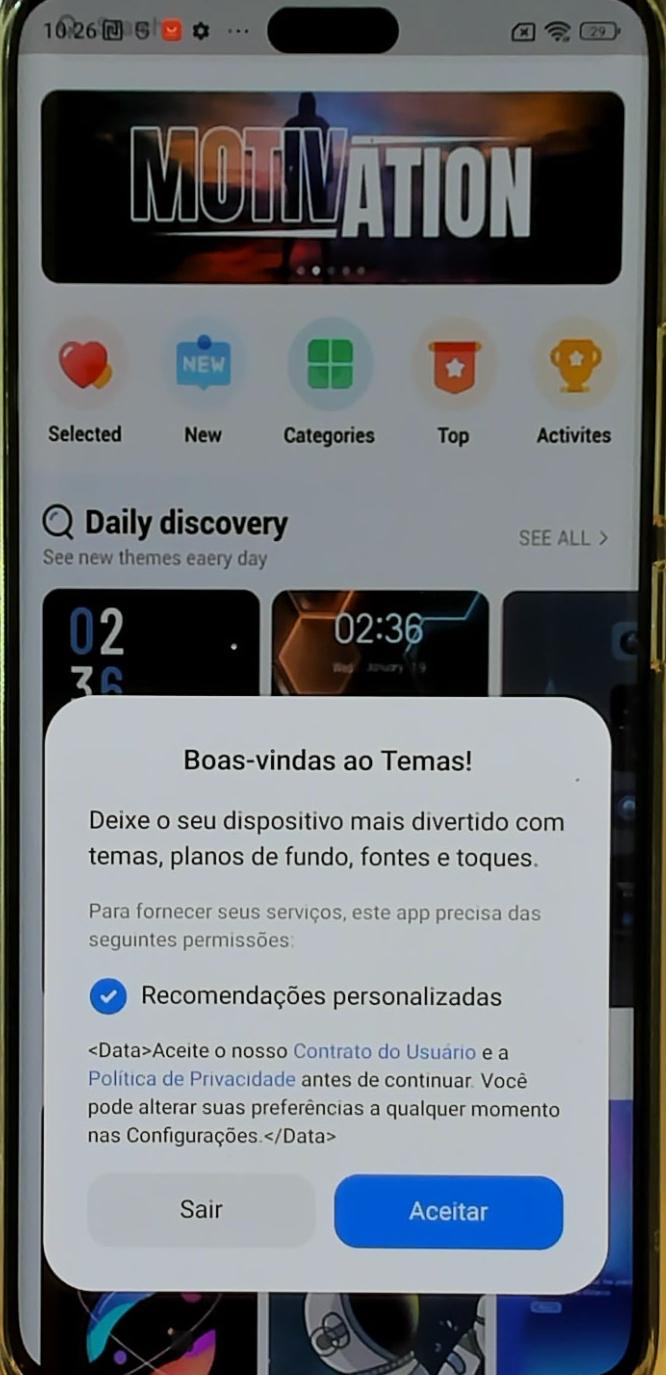 10:26
29
MOTIVATION
NEW
Selected
New
Categories
Top
Activites
Daily discovery
SEE ALL >
See new themes eaery day
02
36
02:36
Wed January 19
Boas-vindas ao Temas!
Deixe o seu dispositivo mais divertido com
temas, planos de fundo, fontes e toques.
Para fornecer seus serviços, este app precisa das
seguintes permissões:
Recomendações personalizadas
<Data>Aceite o nosso Contrato do Usuário e a
Política de Privacidade antes de continuar. Você
pode alterar suas preferências a qualquer momento
nas Configurações.</Data>
Sair
Aceitar